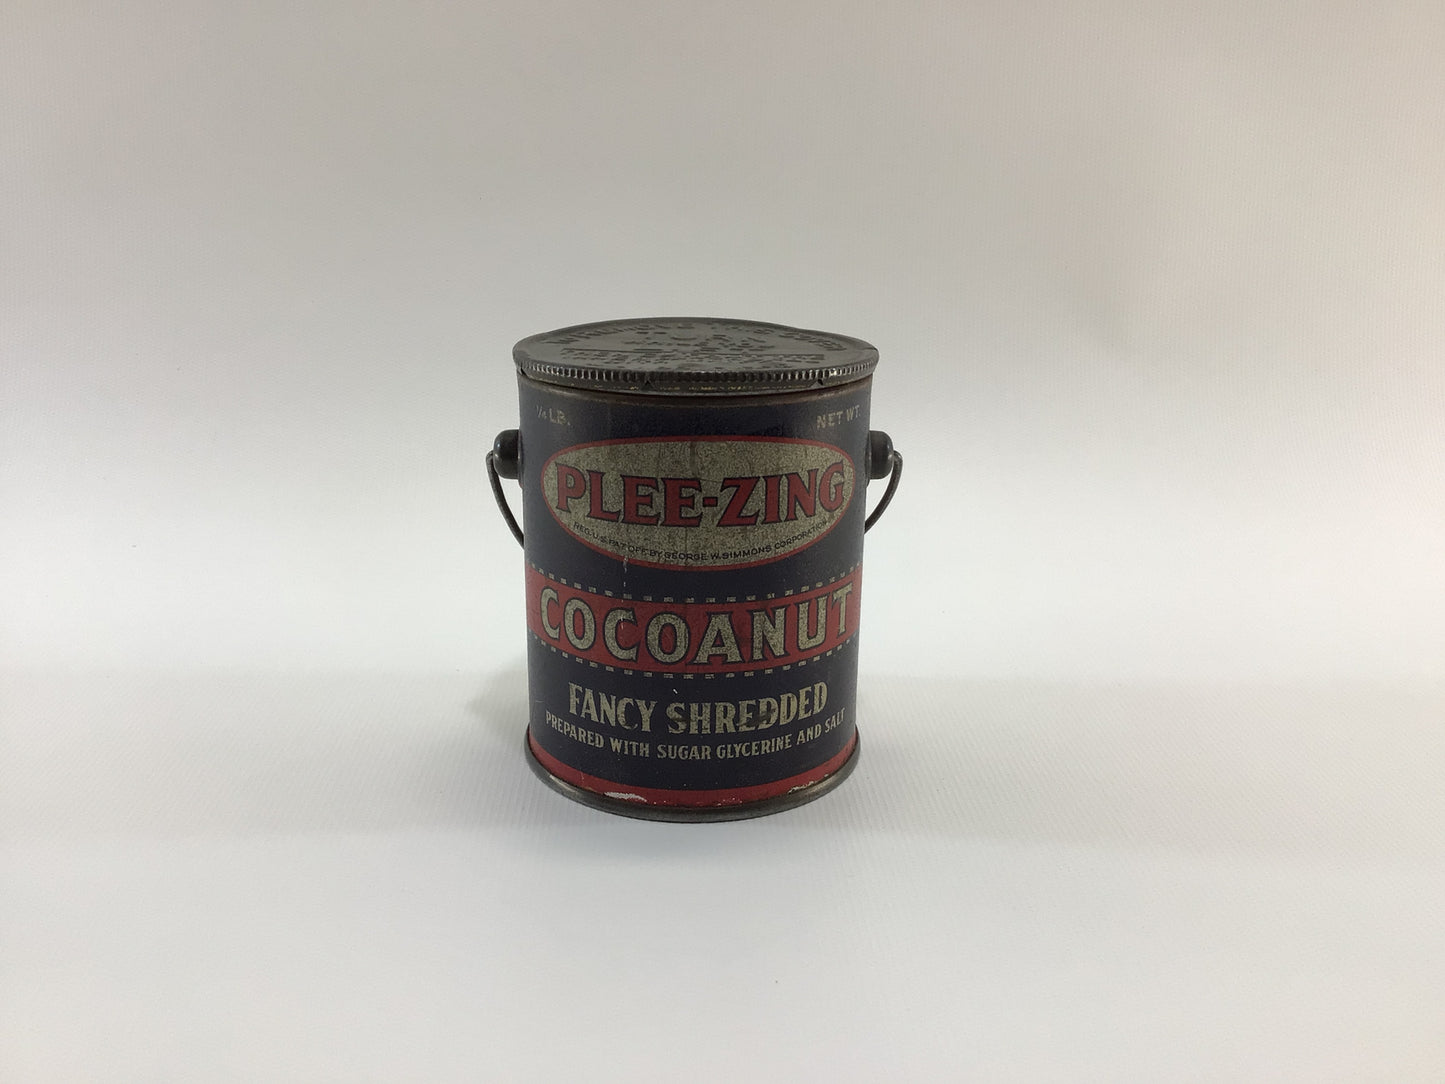 ¼ LB. NET WT.
PLEE-ZING
REG. U.S. PAT. OFF. BY GEORGE W. SIMMONS CORPORATION
COCOANUT
FANCY SHREDDED
PREPARED WITH SUGAR GLYCERINE AND SALT